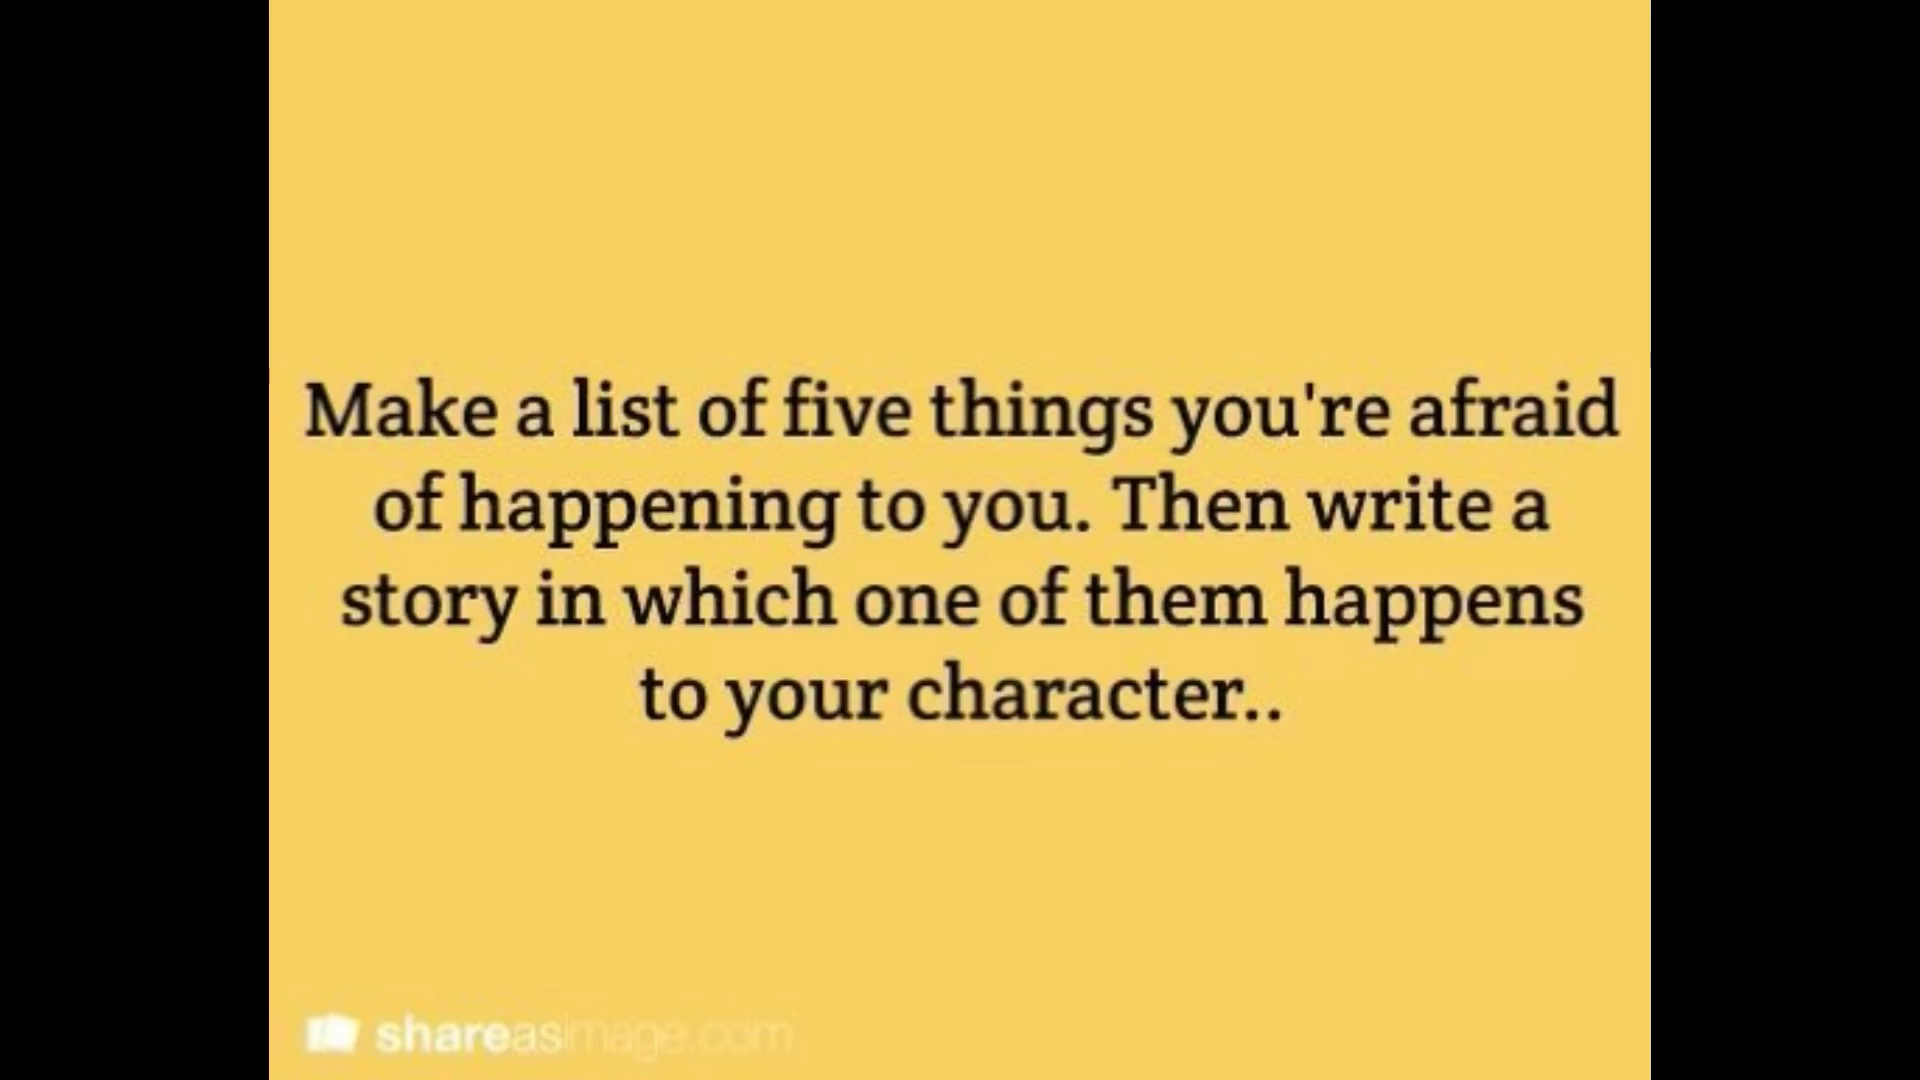 Make a list of five things you're afraid
of happening to you. Then write a
story in which one of them happens
to your character..
shareasimage.com